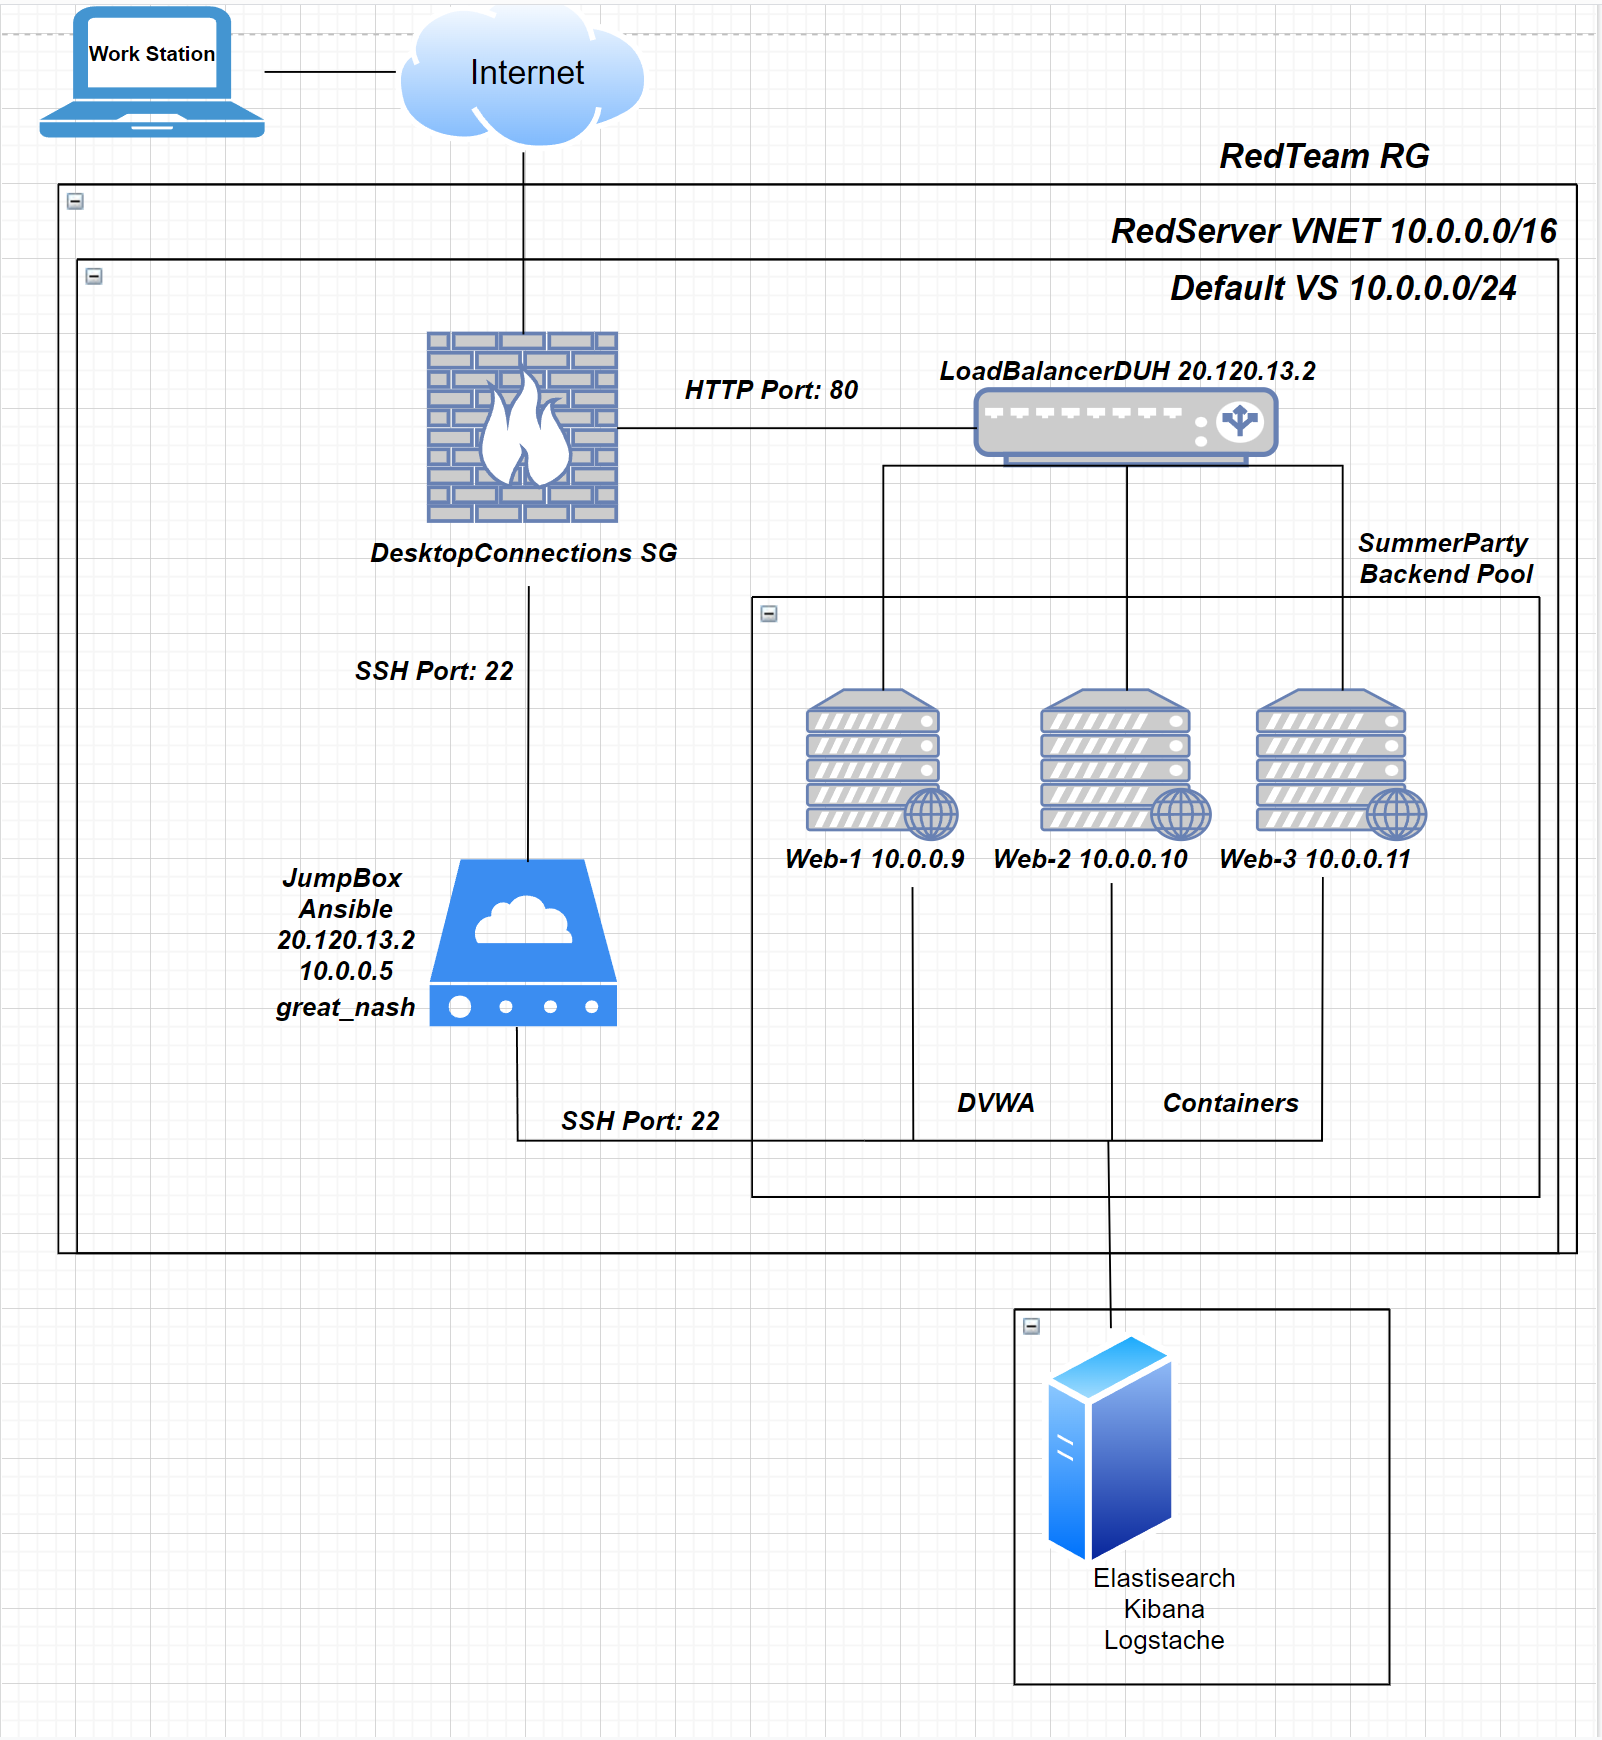 Work Station
Internet
RedTeam RG
RedServer VNET 10.0.0.0/16
Default VS 10.0.0.0/24
LoadBalancerDUH 20.120.13.2
HTTP Port: 80
DesktopConnections SG
SummerParty
Backend Pool
SSH Port: 22
Web-1 10.0.0.9
Web-2 10.0.0.10
Web-3 10.0.0.11
JumpBox
Ansible
20.120.13.2
10.0.0.5
great_nash
DVWA
Containers
SSH Port: 22
Elastisearch
Kibana
Logstache